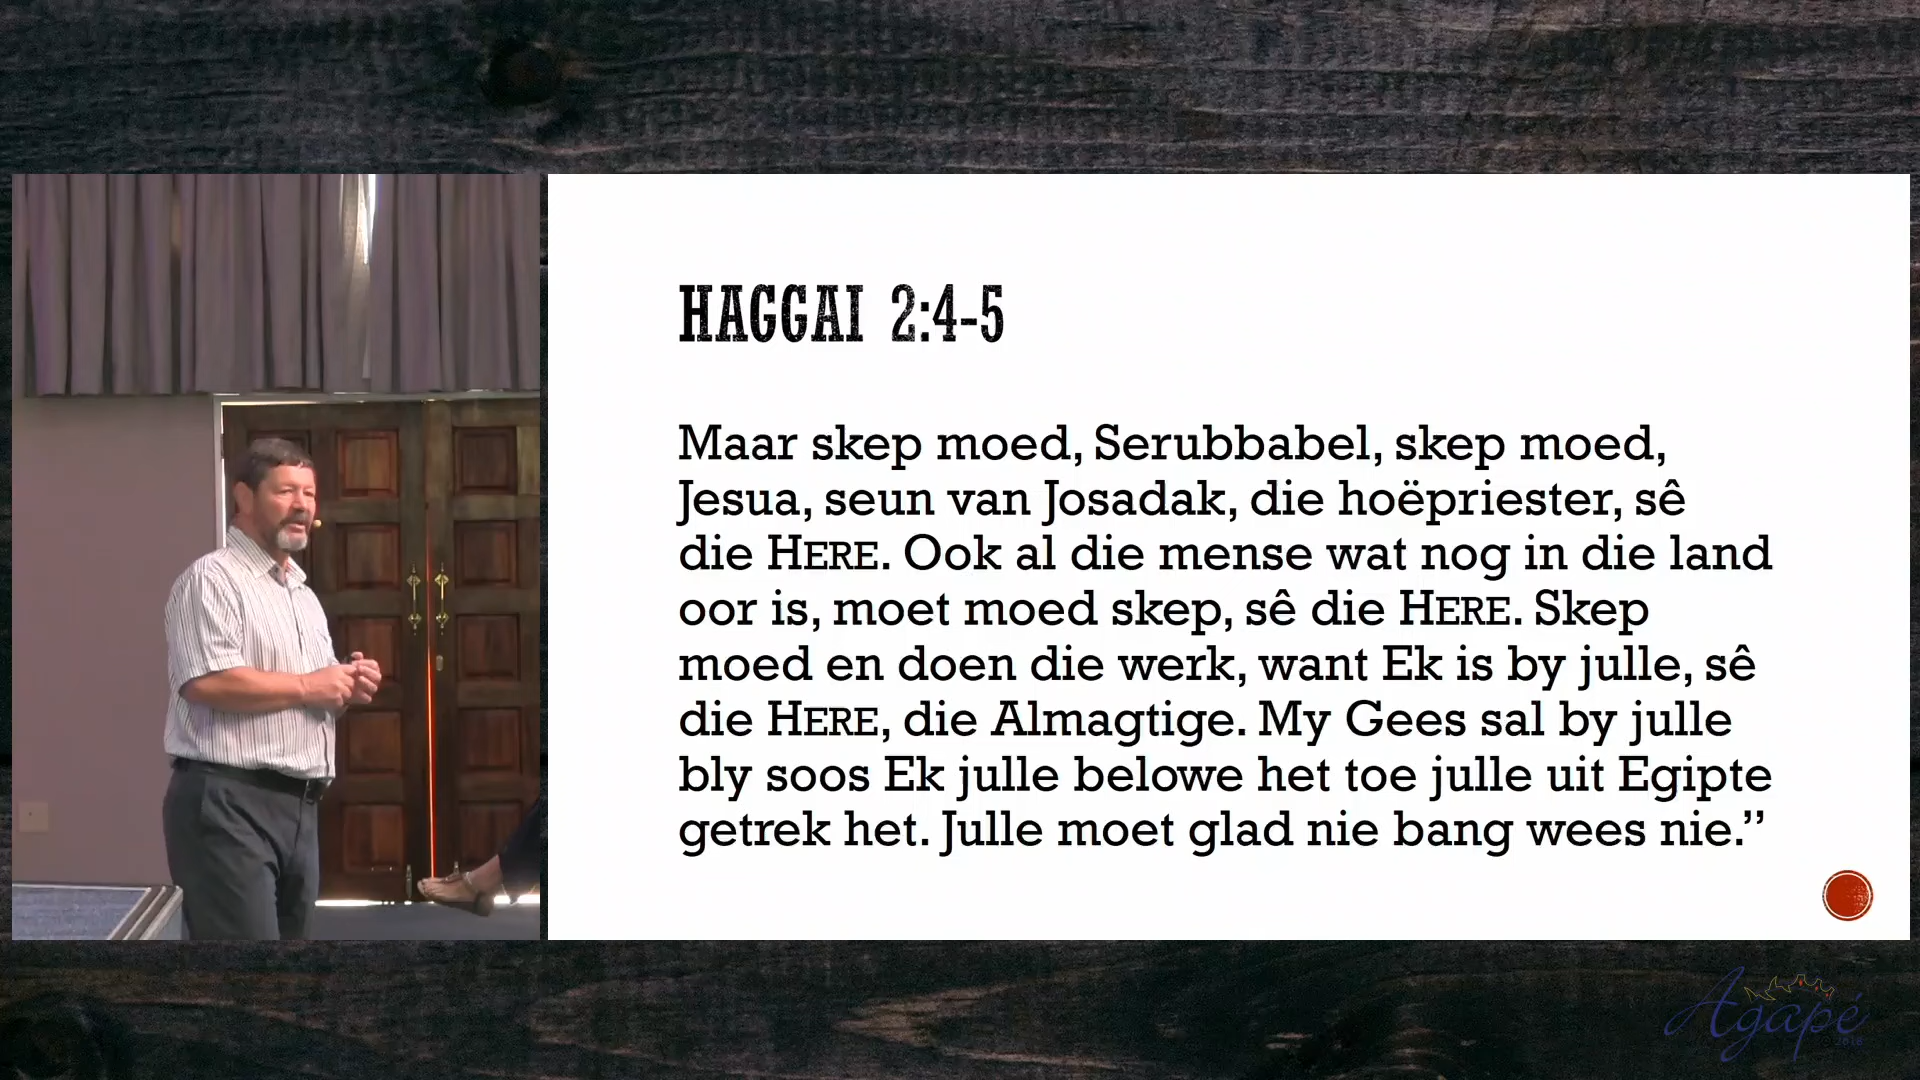 HAGGAI 2:4-5
Maar skep moed, Serubbabel, skep moed,
Jesua, seun van Josadak, die hoëpriester, sê
die HERE. Ook al die mense wat nog in die land
oor is, moet moed skep, sê die HERE. Skep
moed en doen die werk, want Ek is by julle, sê
die HERE, die Almagtige. My Gees sal by julle
bly soos Ek julle belowe het toe julle uit Egipte
getrek het. Julle moet glad nie bang wees nie.”
Agapé